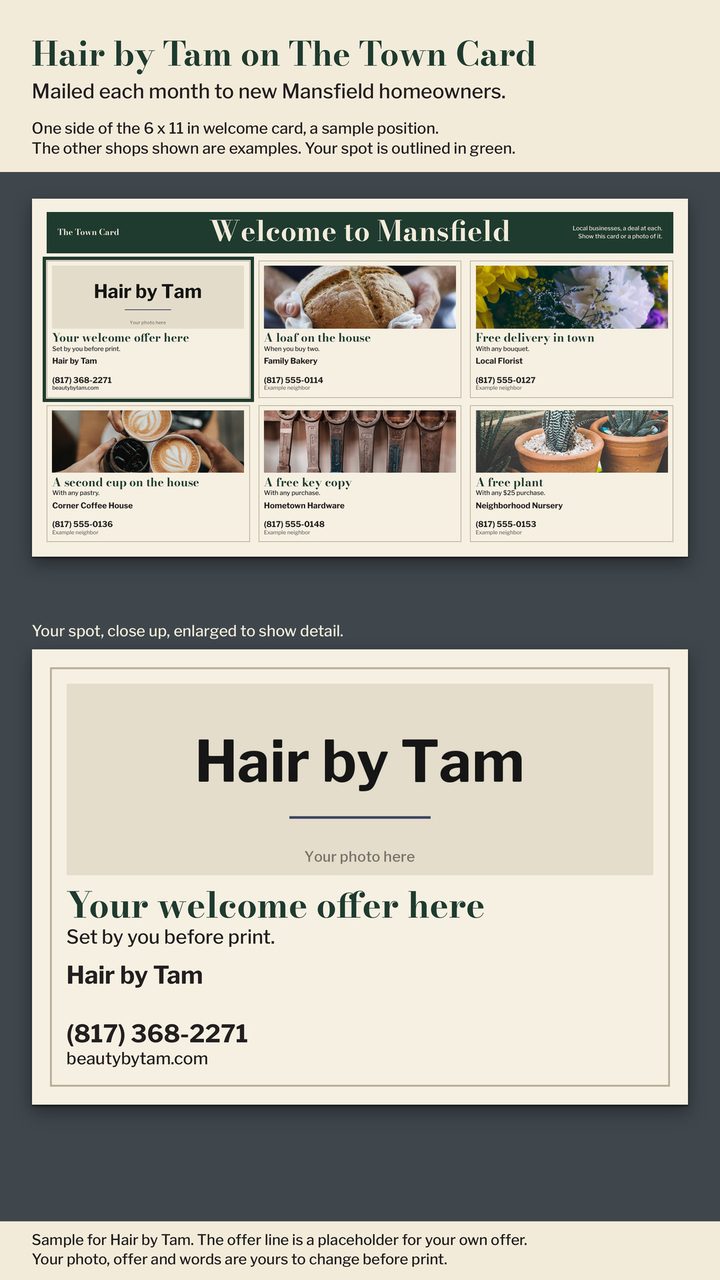 Hair by Tam on The Town Card
Mailed each month to new Mansfield homeowners.
One side of the 6 x 11 in welcome card, a sample position.
The other shops shown are examples. Your spot is outlined in green.
The Town Card
Welcome to Mansfield
Local businesses, a deal at each.
Show this card or a photo of it.
Hair by Tam
Your photo here
Your welcome offer here
Set by you before print.
Hair by Tam
(817) 368-2271
beautybytam.com
A loaf on the house
When you buy two.
Family Bakery
(817) 555-0114
Example neighbor
Free delivery in town
With any bouquet.
Local Florist
(817) 555-0127
Example neighbor
A second cup on the house
With any pastry.
Corner Coffee House
(817) 555-0136
Example neighbor
A free key copy
With any purchase.
Hometown Hardware
(817) 555-0148
Example neighbor
A free plant
With any $25 purchase.
Neighborhood Nursery
(817) 555-0153
Example neighbor
Your spot, close up, enlarged to show detail.
Hair by Tam
Your photo here
Your welcome offer here
Set by you before print.
Hair by Tam
(817) 368-2271
beautybytam.com
Sample for Hair by Tam. The offer line is a placeholder for your own offer.
Your photo, offer and words are yours to change before print.